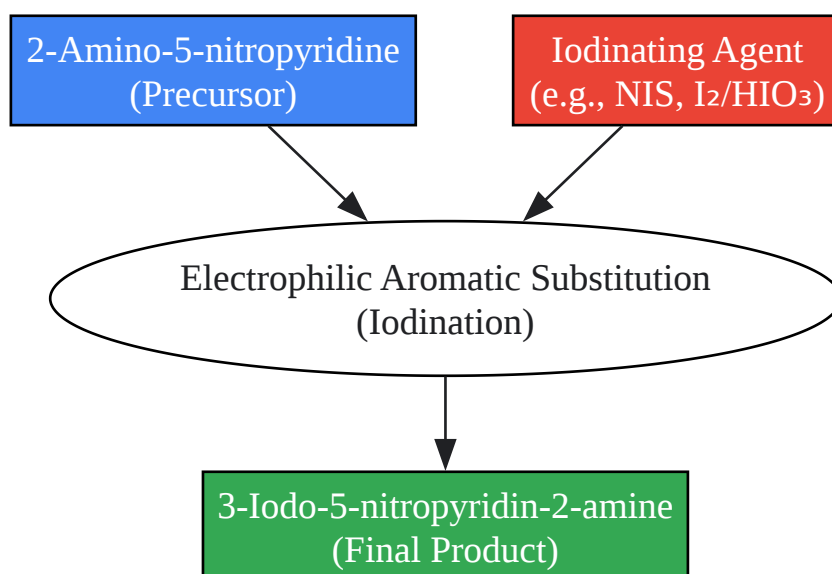 2-Amino-5-nitropyridine
(Precursor)
Iodinating Agent
(e.g., NIS, I₂/HIO₃)
Electrophilic Aromatic Substitution
(Iodination)
3-Iodo-5-nitropyridin-2-amine
(Final Product)